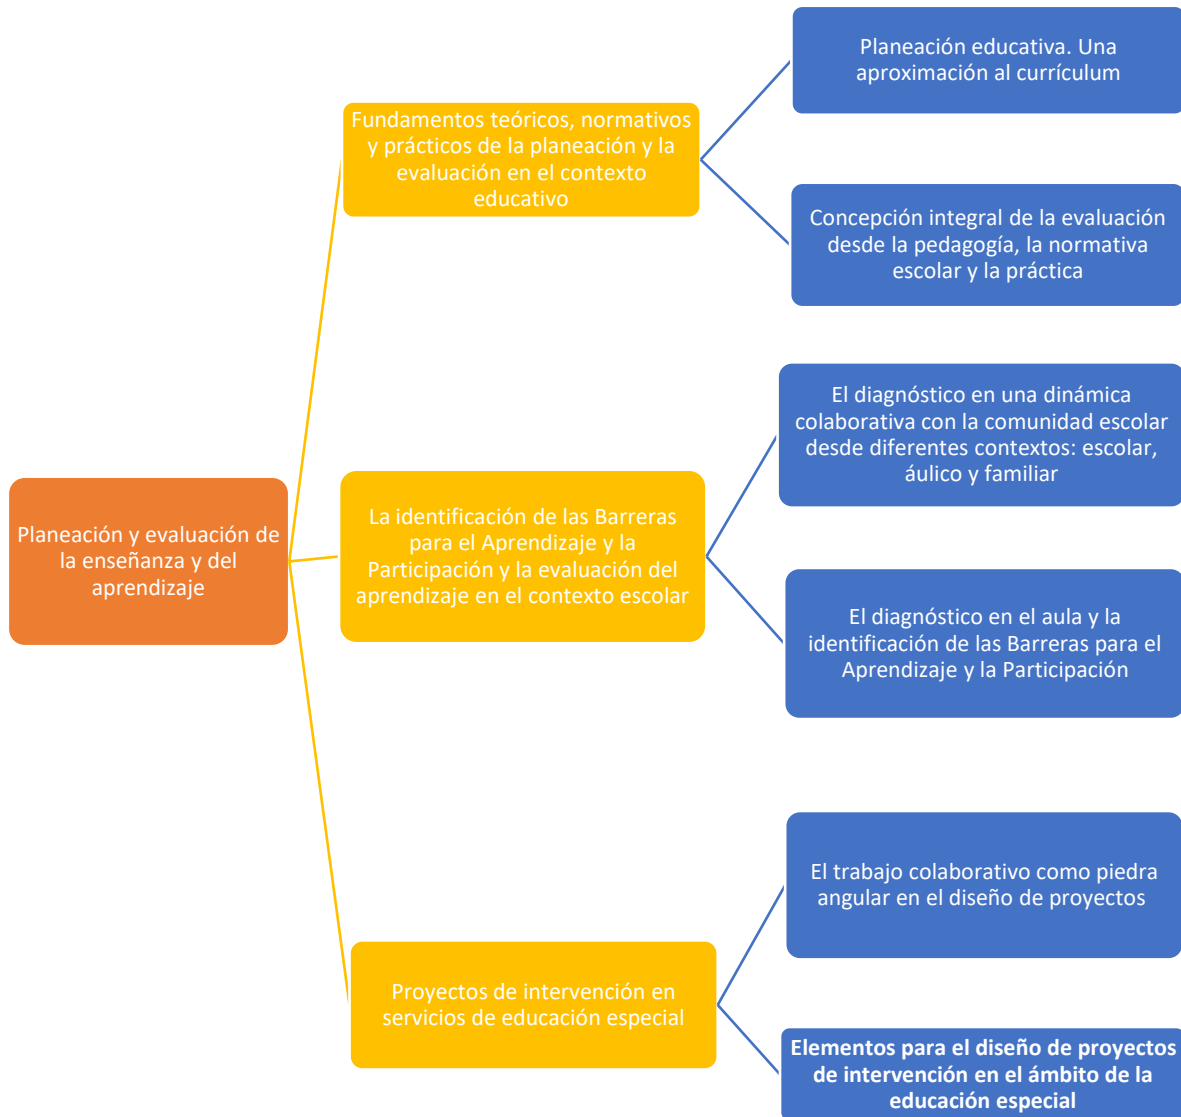 Planeación y evaluación de
la enseñanza y del
aprendizaje
Fundamentos teóricos, normativos
y prácticos de la planeación y la
evaluación en el contexto
educativo
Planeación educativa. Una
aproximación al currículum
Concepción integral de la evaluación
desde la pedagogía, la normativa
escolar y la práctica
La identificación de las Barreras
para el Aprendizaje y la
Participación y la evaluación del
aprendizaje en el contexto escolar
El diagnóstico en una dinámica
colaborativa con la comunidad escolar
desde diferentes contextos: escolar,
áulico y familiar
El diagnóstico en el aula y la
identificación de las Barreras para el
Aprendizaje y la Participación
Proyectos de intervención en
servicios de educación especial
El trabajo colaborativo como piedra
angular en el diseño de proyectos
Elementos para el diseño de proyectos
de intervención en el ámbito de la
educación especial